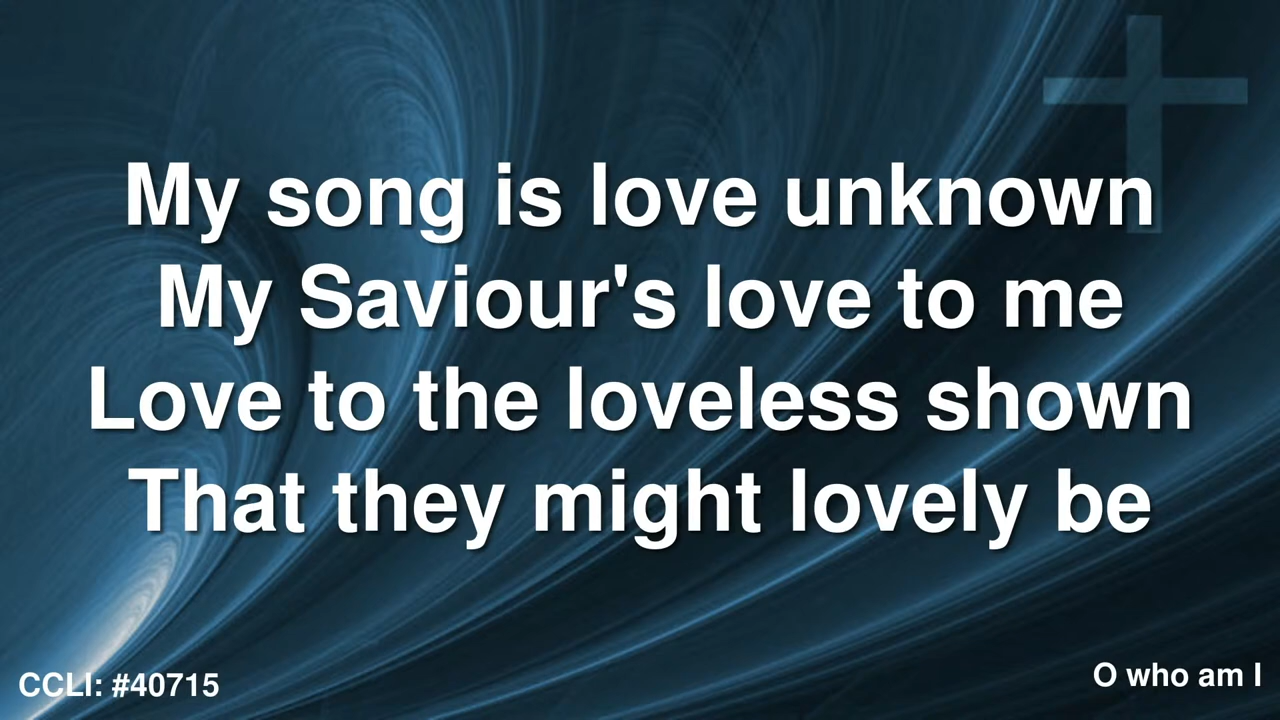 My song is love unknown
My Saviour's love to me
Love to the loveless shown
That they might lovely be
CCLI: #40715
O who am I